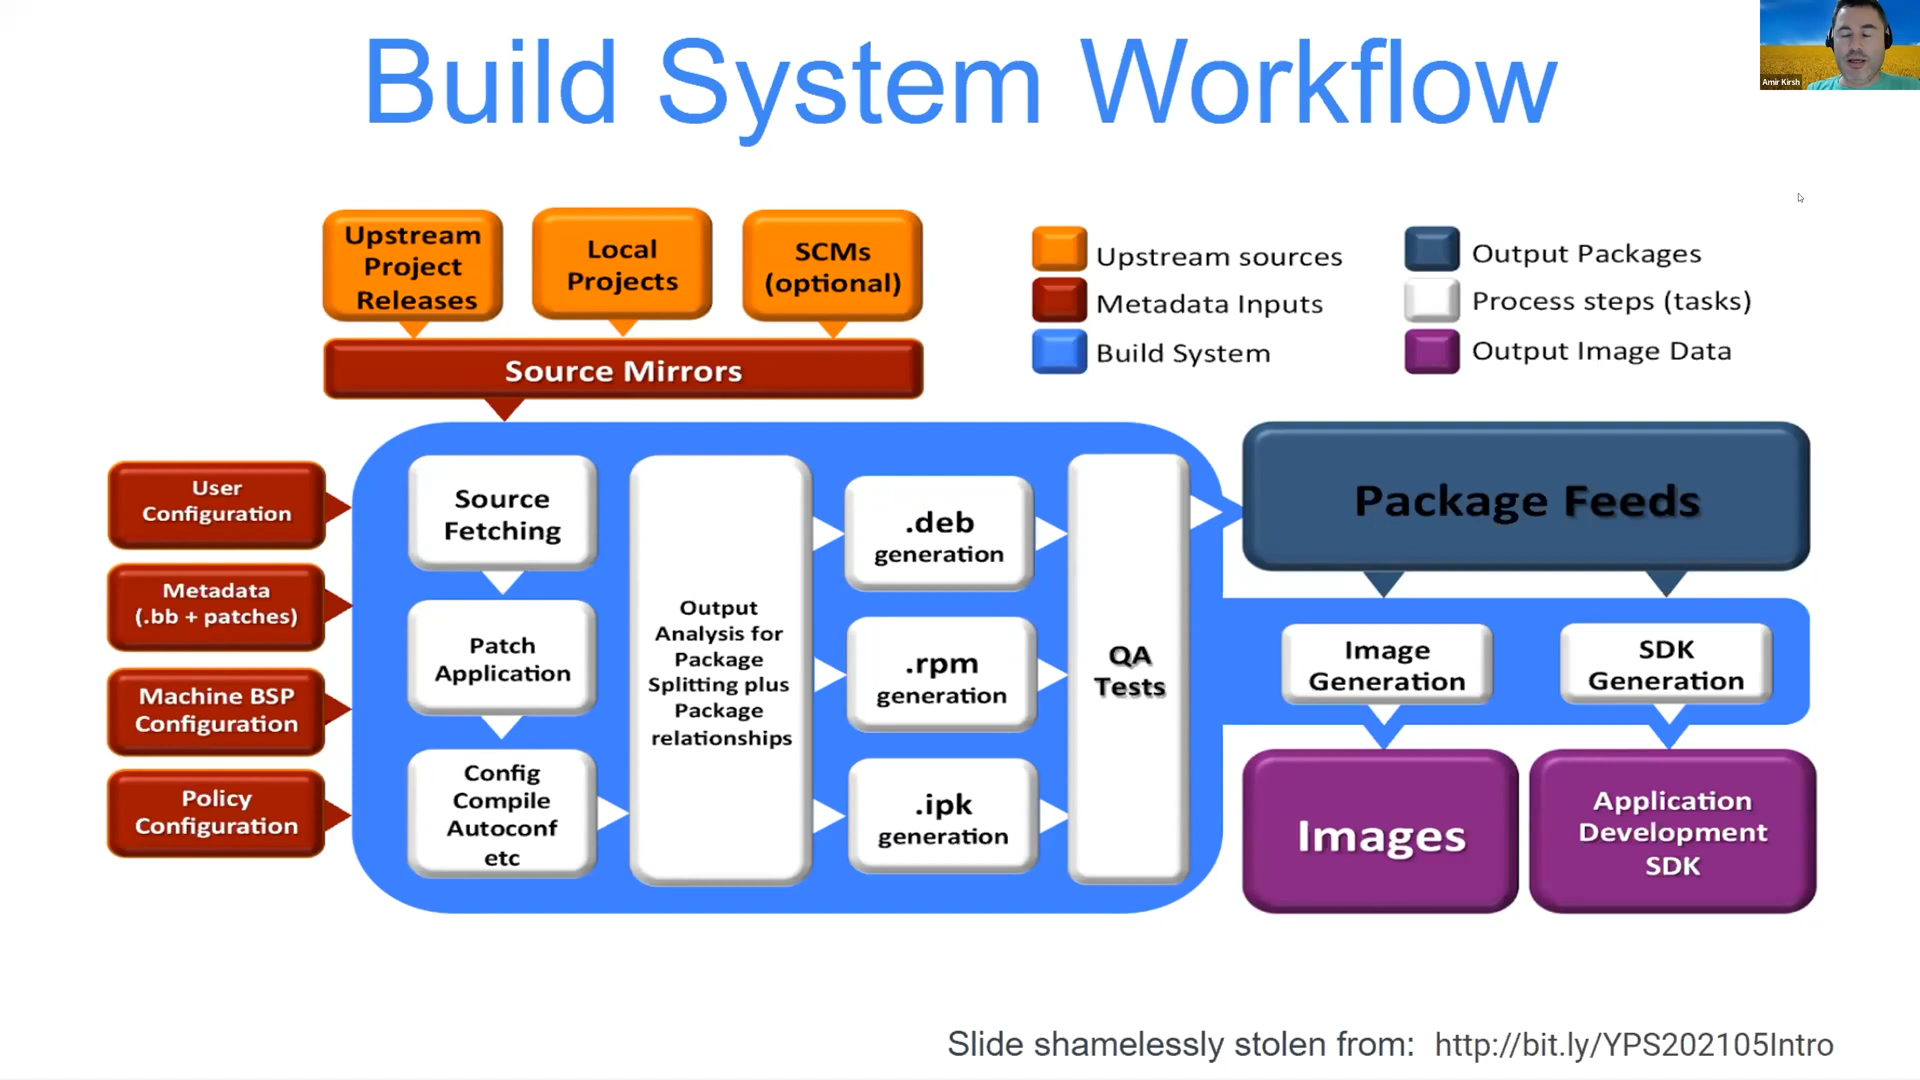 Build System Workflow
Amir Kirsh
Upstream
Project
Releases
Local
Projects
SCMs
(optional)
Source Mirrors
Upstream sources
Metadata Inputs
Build System
Output Packages
Process steps (tasks)
Output Image Data
User
Configuration
Metadata
(.bb + patches)
Machine BSP
Configuration
Policy
Configuration
Source
Fetching
Patch
Application
Config
Compile
Autoconf
etc
Output
Analysis for
Package
Splitting plus
Package
relationships
.deb
generation
.rpm
generation
.ipk
generation
QA
Tests
Package Feeds
Image
Generation
SDK
Generation
Images
Application
Development
SDK
Slide shamelessly stolen from: http://bit.ly/YPS202105Intro